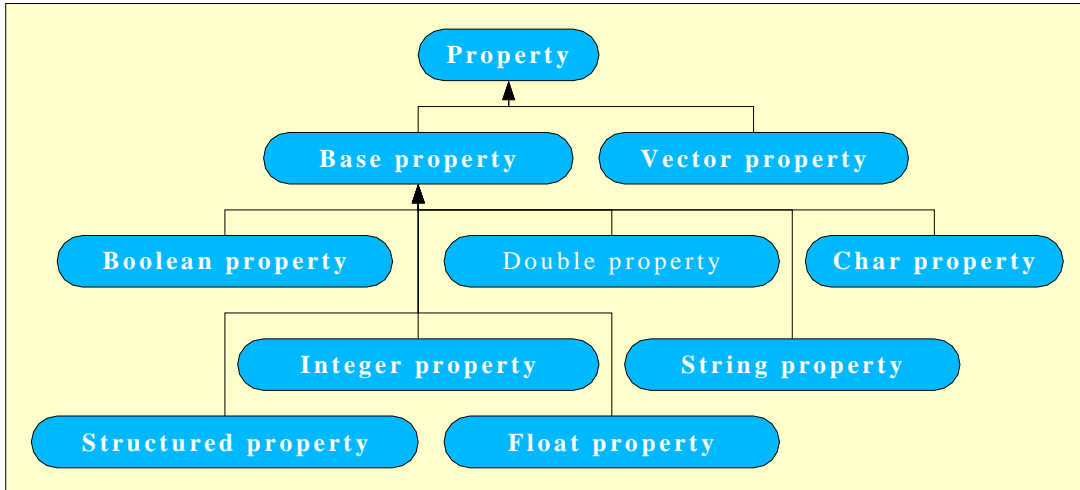 Property
Base property
Vector property
Boolean property
Double property
Char property
Integer property
String property
Structured property
Float property